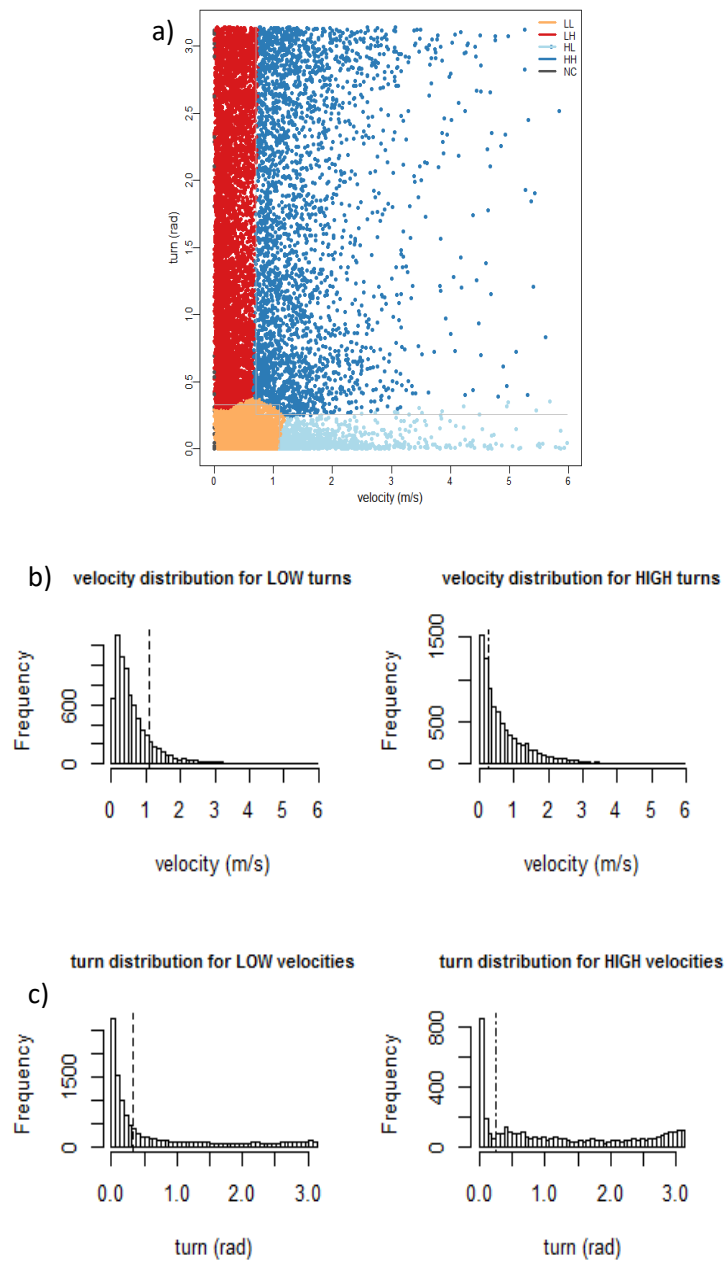 a)
LL
LH
HL
HH
NC
turn (rad)
3.0
2.5
2.0
1.5
1.0
0.5
0.0
0 1 2 3 4 5 6
velocity (m/s)
b)
velocity distribution for LOW turns
Frequency
600
0
0 1 2 3 4 5 6
velocity (m/s)
velocity distribution for HIGH turns
Frequency
1500
500
0
0 1 2 3 4 5 6
velocity (m/s)
c)
turn distribution for LOW velocities
Frequency
1500
0
0.0 1.0 2.0 3.0
turn (rad)
turn distribution for HIGH velocities
Frequency
800
400
0
0.0 1.0 2.0 3.0
turn (rad)